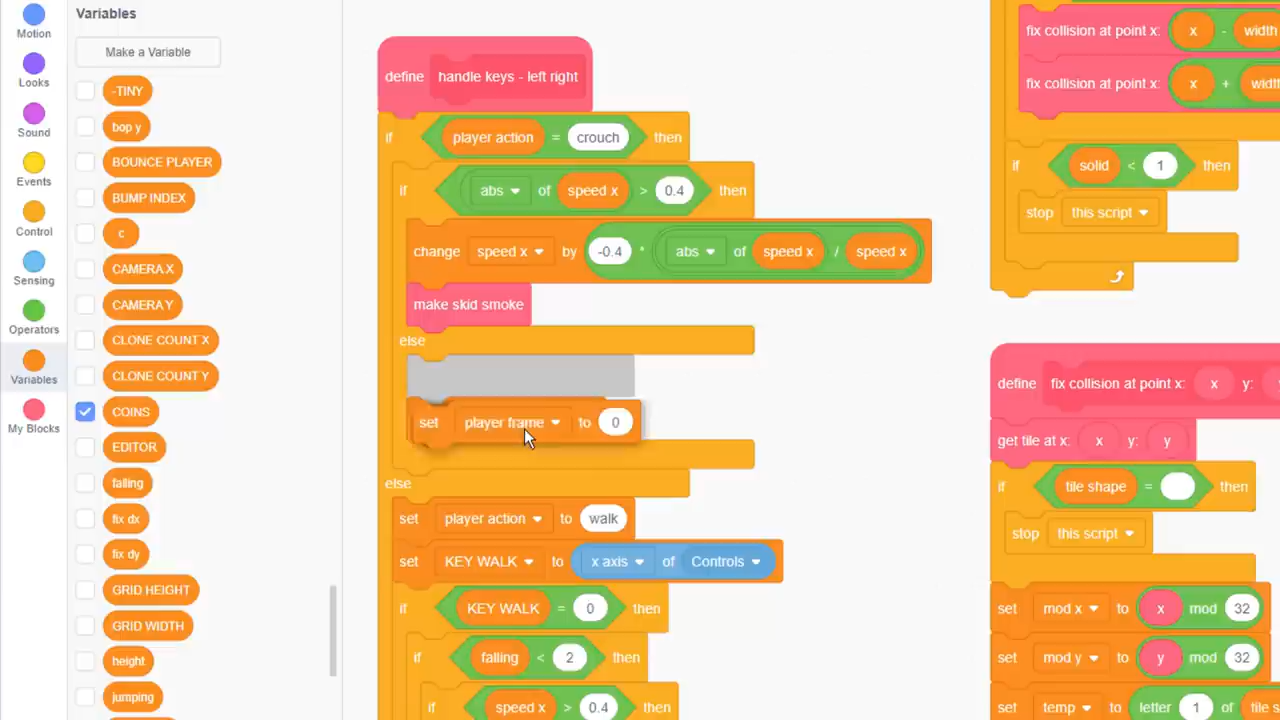 Motion
Looks
Sound
Events
Control
Sensing
Operators
Variables
My Blocks
Variables
Make a Variable
-TINY
bop y
BOUNCE PLAYER
BUMP INDEX
c
CAMERA X
CAMERA Y
CLONE COUNT X
CLONE COUNT Y
COINS
EDITOR
falling
fix dx
fix dy
GRID HEIGHT
GRID WIDTH
height
jumping
define handle keys - left right
if player action = crouch then
if abs of speed x > 0.4 then
change speed x by -0.4 * abs of speed x / speed x
make skid smoke
else
set player frame to 0
else
set player action to walk
set KEY WALK to x axis of Controls
if KEY WALK = 0 then
if falling < 2 then
if speed x > 0.4 then
fix collision at point x: x - width
fix collision at point x: x + width
if solid < 1 then
stop this script
define fix collision at point x: x y:
get tile at x: x y: y
if tile shape = then
stop this script
set mod x to x mod 32
set mod y to y mod 32
set temp to letter 1 of tile s